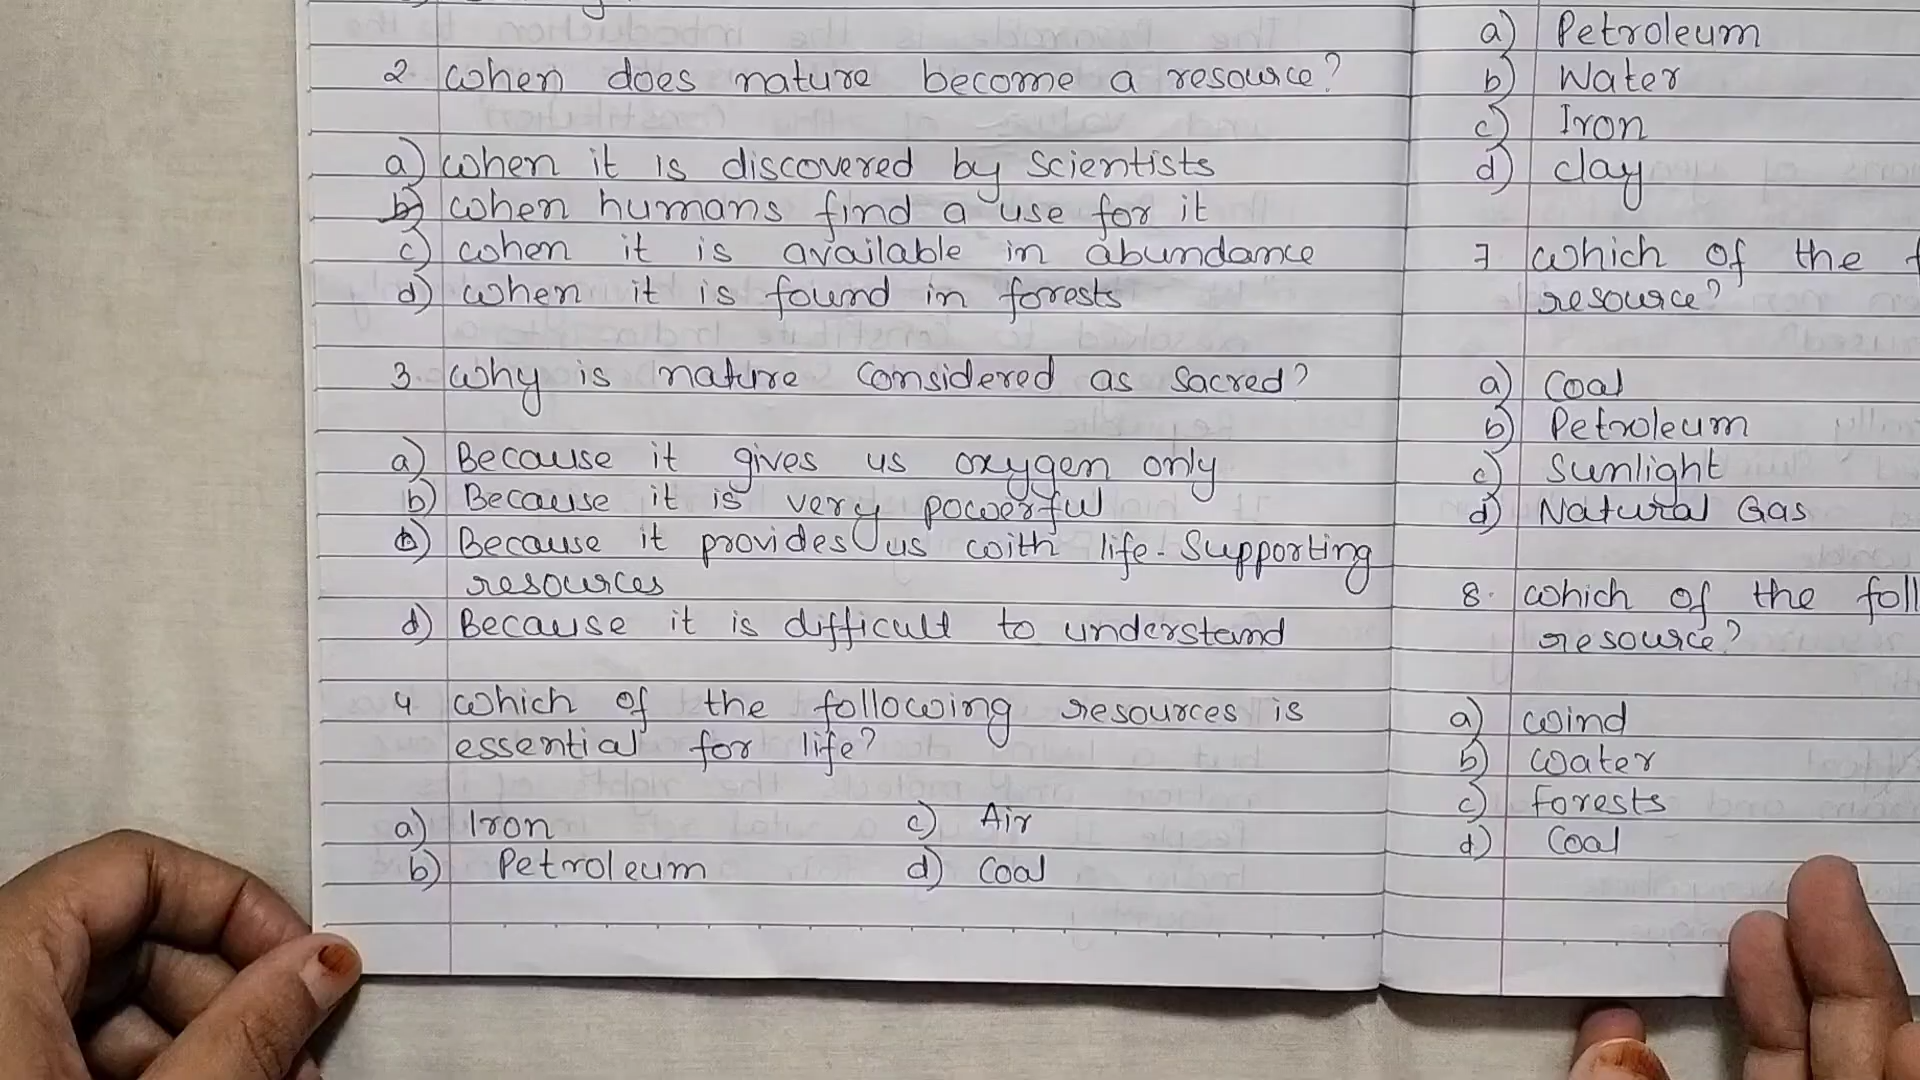 2. When does nature become a resource?
a) When it is discovered by scientists
b) When humans find a use for it
c) When it is available in abundance
d) When it is found in forests
3. Why is nature considered as sacred?
a) Because it gives us oxygen only
b) Because it is very powerful
c) Because it provides us with life-supporting
resources
d) Because it is difficult to understand
4 Which of the following resources is
essential for life?
a) Iron
b) Petroleum
c) Air
d) Coal
a) Petroleum
b) Water
c) Iron
d) clay
7 Which of the
resource?
a) Coal
b) Petroleum
c) Sunlight
d) Natural Gas
8. Which of the foll
resource?
a) Wind
b) Water
c) forests
d) Coal